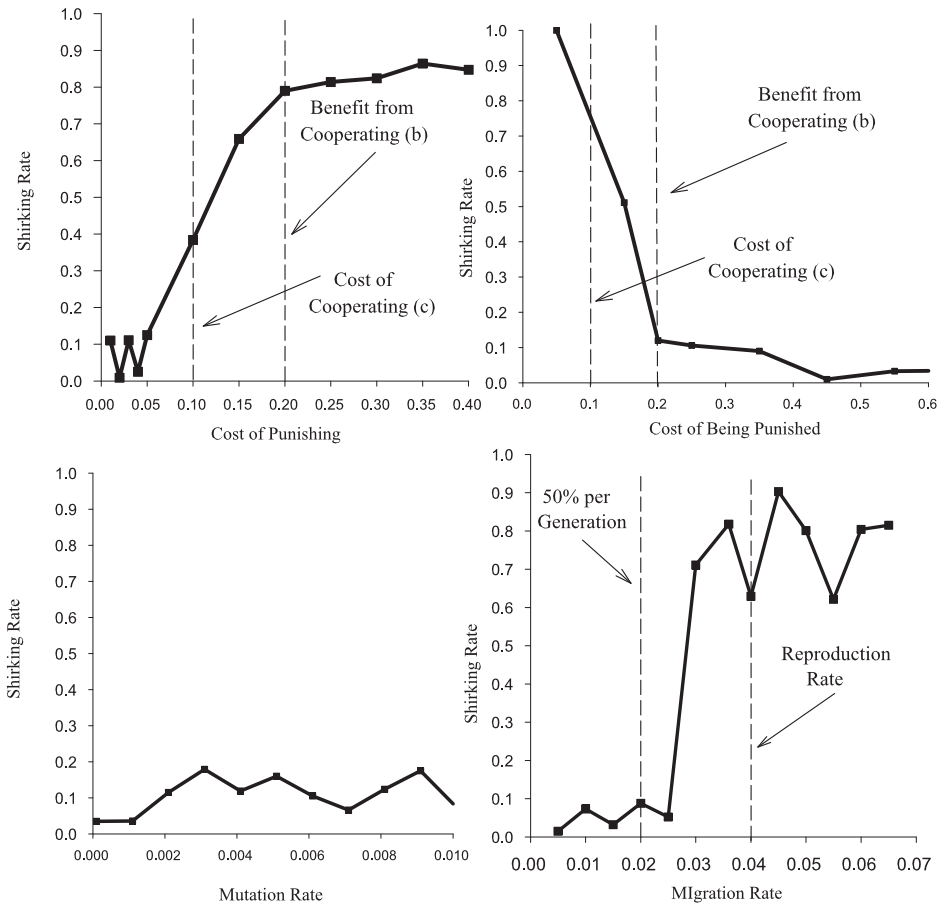 1.0
0.9
0.8
0.7
0.6
0.5
0.4
0.3
0.2
0.1
0.0
Shirking Rate
Benefit from
Cooperating (b)
Cost of
Cooperating (c)
0.00 0.05 0.10 0.15 0.20 0.25 0.30 0.35 0.40
Cost of Punishing
1.0
0.9
0.8
0.7
0.6
0.5
0.4
0.3
0.2
0.1
0.0
Shirking Rate
Benefit from
Cooperating (b)
Cost of
Cooperating (c)
0.0 0.1 0.2 0.3 0.4 0.5 0.6
Cost of Being Punished
1.0
0.9
0.8
0.7
0.6
0.5
0.4
0.3
0.2
0.1
0.0
Shirking Rate
0.000 0.002 0.004 0.006 0.008 0.010
Mutation Rate
1.0
0.9
0.8
0.7
0.6
0.5
0.4
0.3
0.2
0.1
0.0
Shirking Rate
50% per
Generation
Reproduction
Rate
0.00 0.01 0.02 0.03 0.04 0.05 0.06 0.07
MIgration Rate